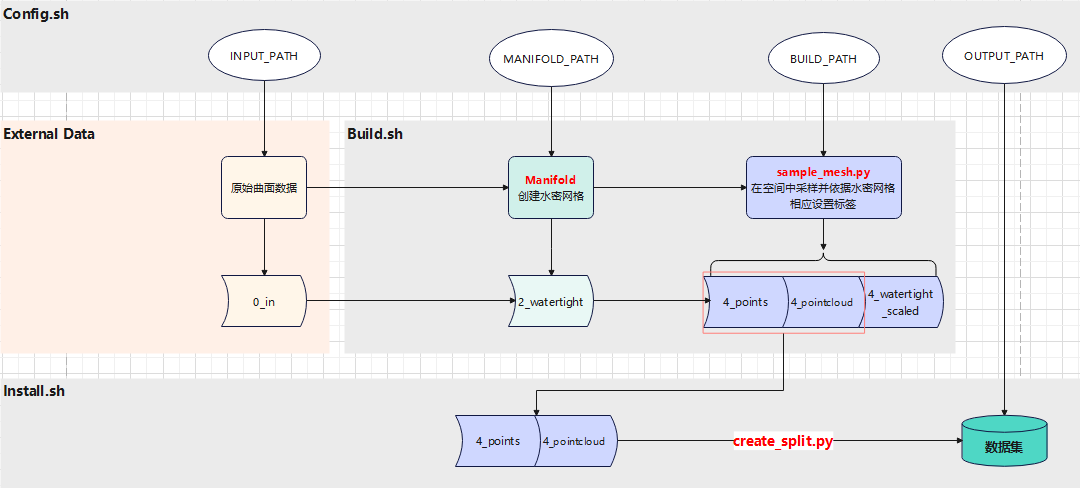 Config.sh
INPUT_PATH
MANIFOLD_PATH
BUILD_PATH
OUTPUT_PATH
External Data
Build.sh
原始曲面数据
Manifold
创建水密网格
sample_mesh.py
在空间中采样并依据水密网格
相应设置标签
0_in
2_watertight
4_points
4_pointcloud
4_watertight
_scaled
Install.sh
4_points
4_pointcloud
create_split.py
数据集